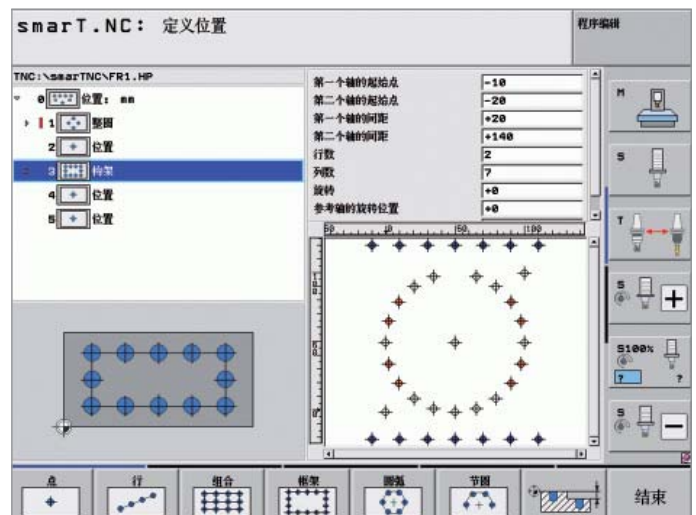 smarT.NC: 定义位置
程序编辑
TNC:\smarTNC\FR1.HP
0 位置: mm
1 整圆
2 位置
3 构架
4 位置
5 位置
第一个轴的起始点 -10
第二个轴的起始点 -20
第一个轴的间距 +20
第二个轴的间距 +140
行数 2
列数 7
旋转 +0
参考轴的旋转位置 +0
M
S
T
S
S100%
? ?
S
点
行
组合
框架
圆弧
节圆
结束